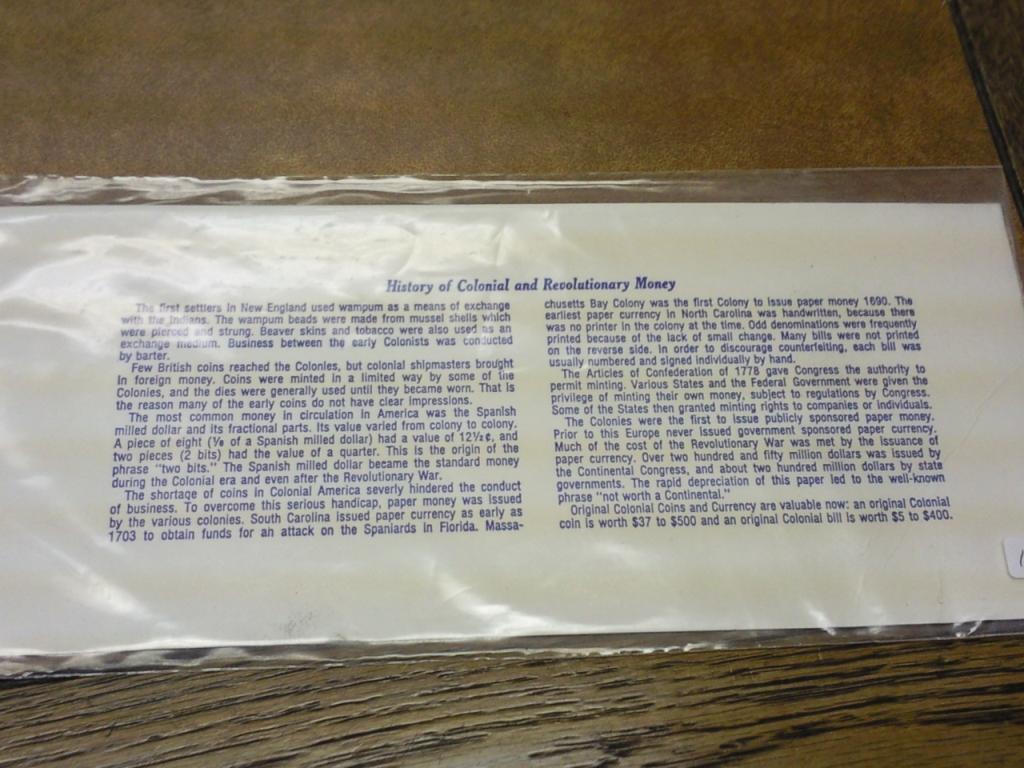 History of Colonial and Revolutionary Money
The first settlers in New England used wampum as a means of exchange
with the Indians. The wampum beads were made from mussel shells which
were pierced and strung. Beaver skins and tobacco were also used as an
exchange medium. Business between the early Colonists was conducted
by barter.
Few British coins reached the Colonies, but colonial shipmasters brought
in foreign money. Coins were minted in a limited way by some of the
Colonies, and the dies were generally used until they became worn. That is
the reason many of the early coins do not have clear impressions.
The most common money in circulation in America was the Spanish
milled dollar and its fractional parts. Its value varied from colony to colony.
A piece of eight (⅛ of a Spanish milled dollar) had a value of 12½¢, and
two pieces (2 bits) had the value of a quarter. This is the origin of the
phrase "two bits." The Spanish milled dollar became the standard money
during the Colonial era and even after the Revolutionary War.
The shortage of coins in Colonial America severly hindered the conduct
of business. To overcome this serious handicap, paper money was issued
by the various colonies. South Carolina issued paper currency as early as
1703 to obtain funds for an attack on the Spaniards in Florida. Massa-
chusetts Bay Colony was the first Colony to issue paper money 1690. The
earliest paper currency in North Carolina was handwritten, because there
was no printer in the colony at the time. Odd denominations were frequently
printed because of the lack of small change. Many bills were not printed
on the reverse side. In order to discourage counterfeiting, each bill was
usually numbered and signed individually by hand.
The Articles of Confederation of 1778 gave Congress the authority to
permit minting. Various States and the Federal Government were given the
privilege of minting their own money, subject to regulations by Congress.
Some of the States then granted minting rights to companies or individuals.
The Colonies were the first to issue publicly sponsored paper money.
Prior to this Europe never issued government sponsored paper currency.
Much of the cost of the Revolutionary War was met by the issuance of
paper currency. Over two hundred and fifty million dollars was issued by
the Continental Congress, and about two hundred million dollars by state
governments. The rapid depreciation of this paper led to the well-known
phrase "not worth a Continental."
Original Colonial Coins and Currency are valuable now: an original Colonial
coin is worth $37 to $500 and an original Colonial bill is worth $5 to $400.